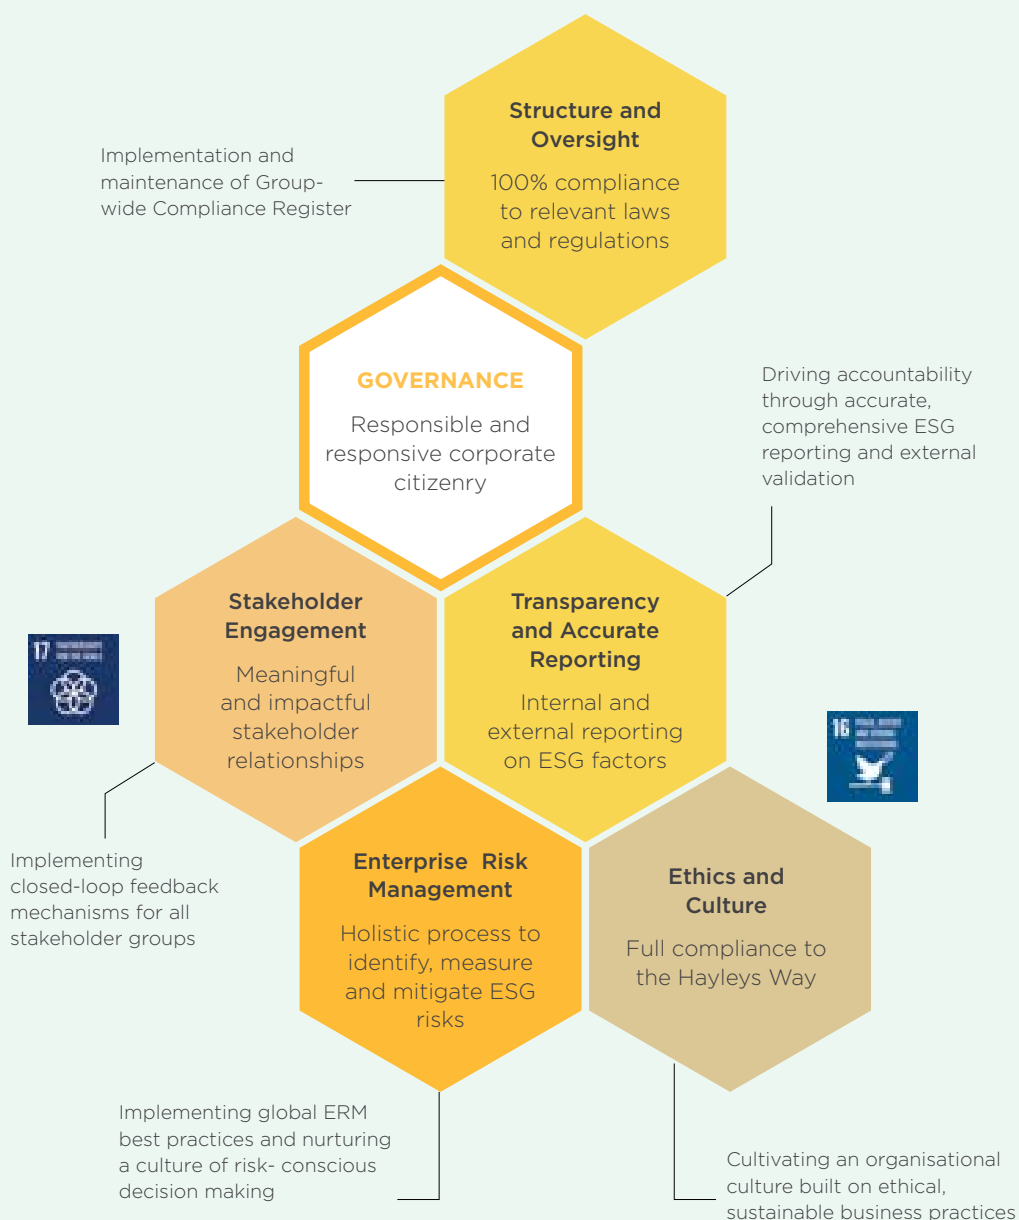 Structure and
Oversight
100% compliance
to relevant laws
and regulations
Implementation and
maintenance of Group-
wide Compliance Register
GOVERNANCE
Responsible and
responsive corporate
citizenry
Driving accountability
through accurate,
comprehensive ESG
reporting and external
validation
Stakeholder
Engagement
Meaningful
and impactful
stakeholder
relationships
Transparency
and Accurate
Reporting
Internal and
external reporting
on ESG factors
17
16
Implementing
closed-loop feedback
mechanisms for all
stakeholder groups
Enterprise Risk
Management
Holistic process to
identify, measure
and mitigate ESG
risks
Ethics and
Culture
Full compliance to
the Hayleys Way
Implementing global ERM
best practices and nurturing
a culture of risk- conscious
decision making
Cultivating an organisational
culture built on ethical,
sustainable business practices